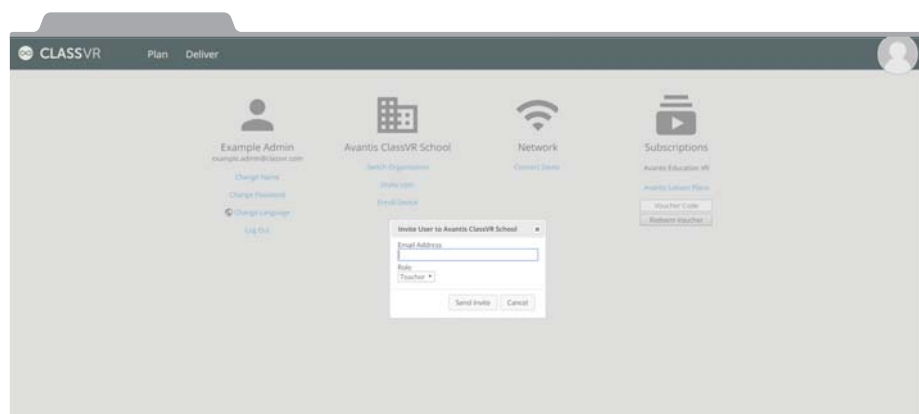 CLASSVR
Plan
Deliver
Example Admin
example.admin@classvr.com
Change Name
Change Password
Change Language
Log Out
Avantis ClassVR School
Switch Organisation
Invite User
Enroll Device
Network
Connect Device
Subscriptions
Avantis Education VR
Avantis Lesson Plans
Voucher Code
Redeem Voucher
Invite User to Avantis ClassVR School
Email Address
Role
Teacher
Send Invite
Cancel